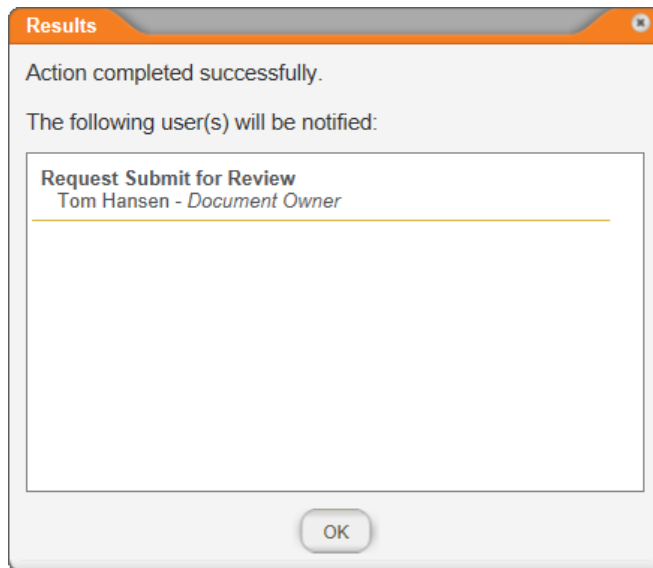 Results
Action completed successfully.
The following user(s) will be notified:
Request Submit for Review
Tom Hansen - Document Owner
OK